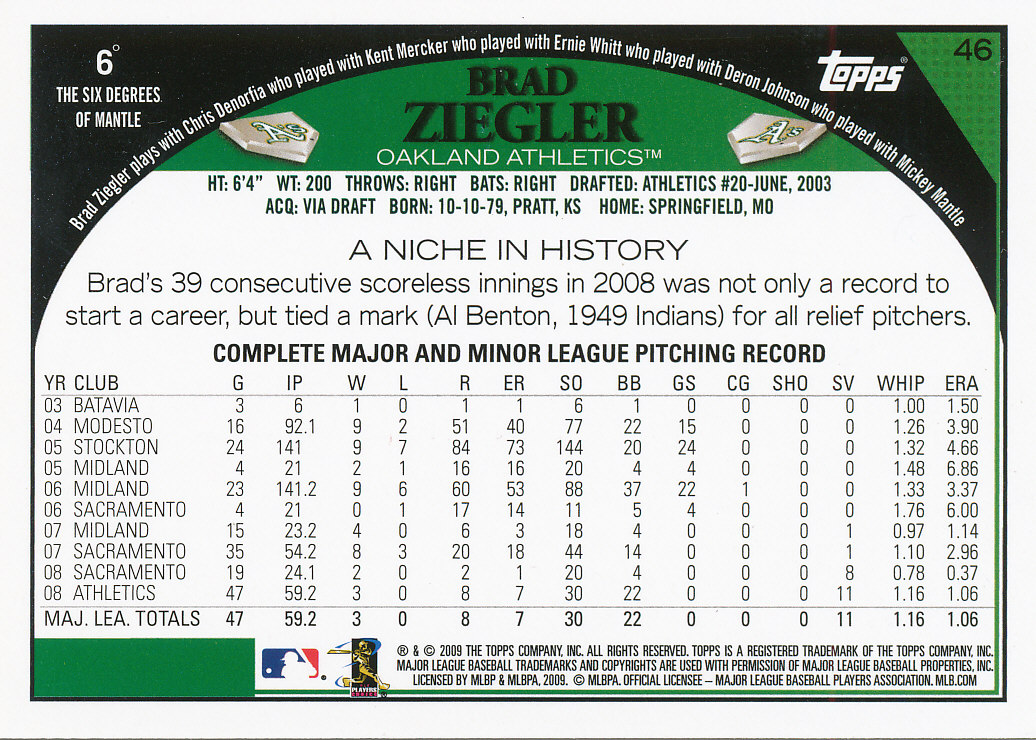 6°
THE SIX DEGREES
OF MANTLE
Brad Ziegler plays with Chris Denorfia who played with Kent Mercker who played with Ernie Whitt who played with Deron Johnson who played with Mickey Mantle
topps®
46
A's
BRAD
ZIEGLER
A's
OAKLAND ATHLETICS™
HT: 6'4" WT: 200 THROWS: RIGHT BATS: RIGHT DRAFTED: ATHLETICS #20-JUNE, 2003
ACQ: VIA DRAFT BORN: 10-10-79, PRATT, KS HOME: SPRINGFIELD, MO
A NICHE IN HISTORY
Brad's 39 consecutive scoreless innings in 2008 was not only a record to
start a career, but tied a mark (Al Benton, 1949 Indians) for all relief pitchers.
COMPLETE MAJOR AND MINOR LEAGUE PITCHING RECORD
YR CLUB G IP W L R ER SO BB GS CG SHO SV WHIP ERA
03 BATAVIA 3 6 1 0 1 1 6 1 0 0 0 0 1.00 1.50
04 MODESTO 16 92.1 9 2 51 40 77 22 15 0 0 0 1.26 3.90
05 STOCKTON 24 141 9 7 84 73 144 20 24 0 0 0 1.32 4.66
05 MIDLAND 4 21 2 1 16 16 20 4 4 0 0 0 1.48 6.86
06 MIDLAND 23 141.2 9 6 60 53 88 37 22 1 0 0 1.33 3.37
06 SACRAMENTO 4 21 0 1 17 14 11 5 4 0 0 0 1.76 6.00
07 MIDLAND 15 23.2 4 0 6 3 18 4 0 0 0 1 0.97 1.14
07 SACRAMENTO 35 54.2 8 3 20 18 44 14 0 0 0 1 1.10 2.96
08 SACRAMENTO 19 24.1 2 0 2 1 20 4 0 0 0 8 0.78 0.37
08 ATHLETICS 47 59.2 3 0 8 7 30 22 0 0 0 11 1.16 1.06
MAJ. LEA. TOTALS 47 59.2 3 0 8 7 30 22 0 0 0 11 1.16 1.06
® & © 2009 THE TOPPS COMPANY, INC. ALL RIGHTS RESERVED. TOPPS IS A REGISTERED TRADEMARK OF THE TOPPS COMPANY, INC.
MAJOR LEAGUE BASEBALL TRADEMARKS AND COPYRIGHTS ARE USED WITH PERMISSION OF MAJOR LEAGUE BASEBALL PROPERTIES, INC.
LICENSED BY MLBP & MLBPA, 2009. © MLBPA. OFFICIAL LICENSEE – MAJOR LEAGUE BASEBALL PLAYERS ASSOCIATION. MLB.COM
PLAYERS
CHOICE